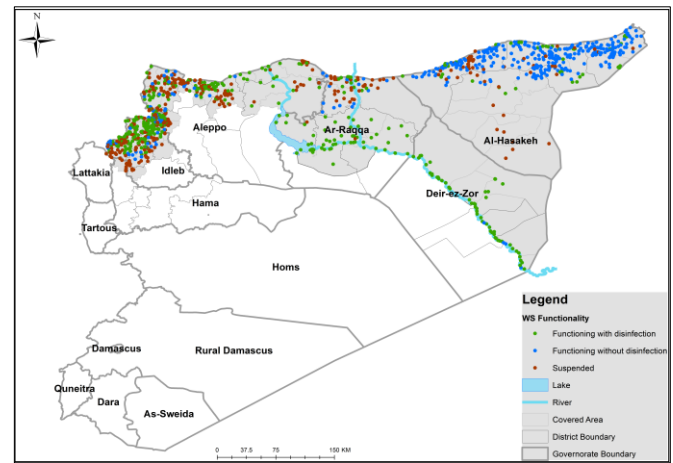 N
Aleppo
Ar-Raqqa
Al-Hasakeh
Lattakia
Idleb
Deir-ez-Zor
Hama
Tartous
Homs
Damascus
Rural Damascus
Quneitra
Dara
As-Sweida
0 37.5 75 150 KM
Legend
WS Functionality
Functioning with disinfection
Functioning without disinfection
Suspended
Lake
River
Covered Area
District Boundary
Governorate Boundary